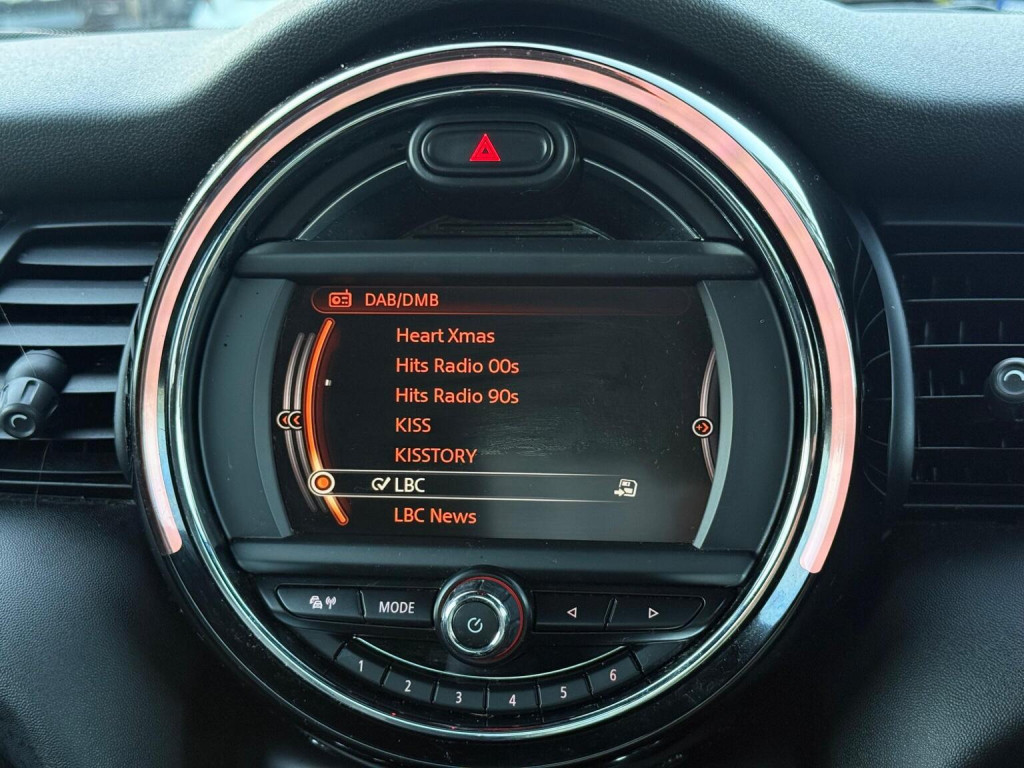 DAB/DMB
Heart Xmas
Hits Radio 00s
Hits Radio 90s
KISS
KISSTORY
LBC
LBC News
MODE
1 2 3 4 5 6